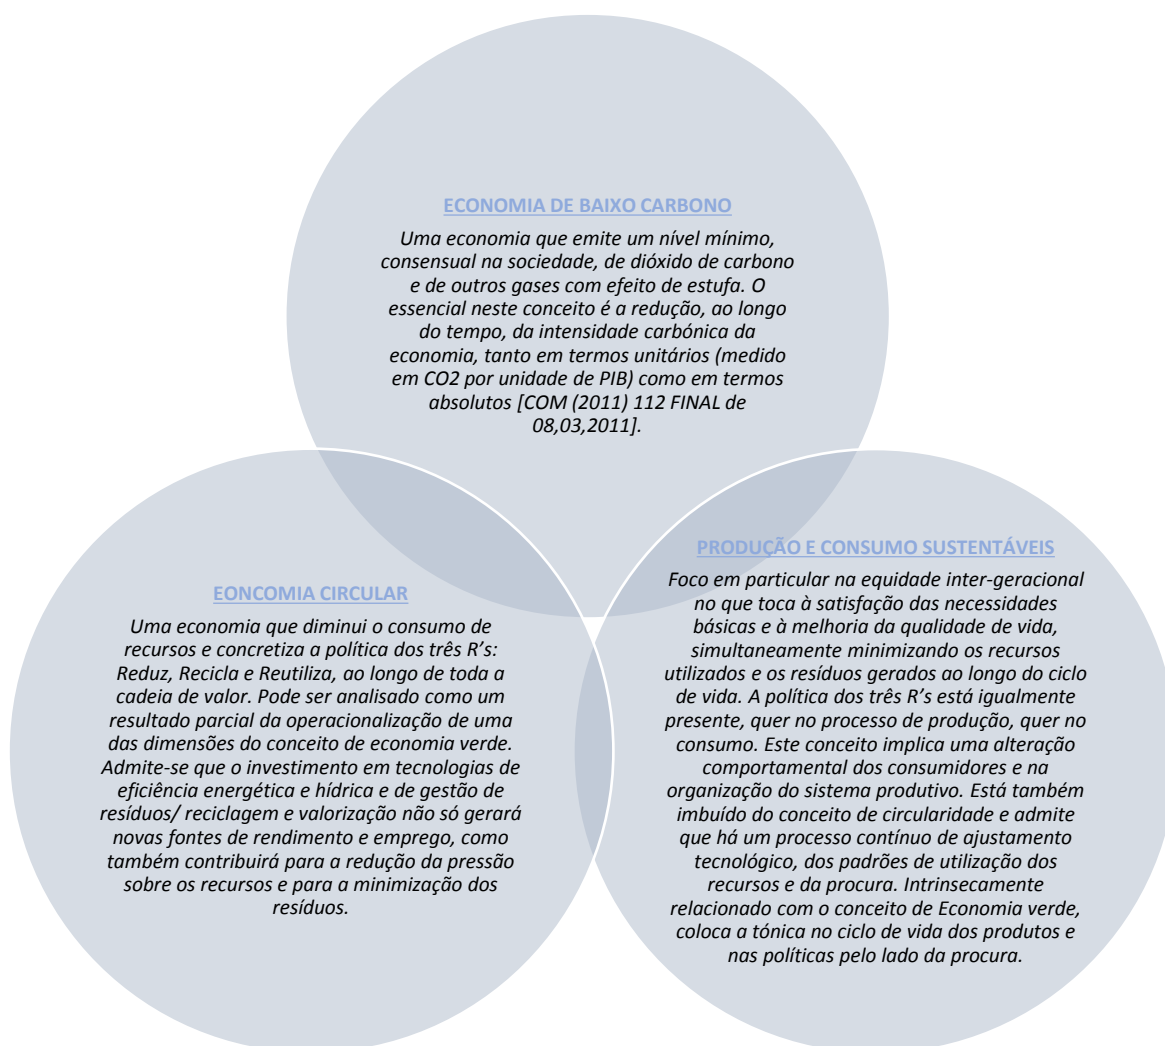 ECONOMIA DE BAIXO CARBONO
Uma economia que emite um nível mínimo,
consensual na sociedade, de dióxido de carbono
e de outros gases com efeito de estufa. O
essencial neste conceito é a redução, ao longo
do tempo, da intensidade carbónica da
economia, tanto em termos unitários (medido
em CO2 por unidade de PIB) como em termos
absolutos [COM (2011) 112 FINAL de
08,03,2011].
EONCOMIA CIRCULAR
Uma economia que diminui o consumo de
recursos e concretiza a política dos três R’s:
Reduz, Recicla e Reutiliza, ao longo de toda a
cadeia de valor. Pode ser analisado como um
resultado parcial da operacionalização de uma
das dimensões do conceito de economia verde.
Admite-se que o investimento em tecnologias de
eficiência energética e hídrica e de gestão de
resíduos/ reciclagem e valorização não só gerará
novas fontes de rendimento e emprego, como
também contribuirá para a redução da pressão
sobre os recursos e para a minimização dos
resíduos.
PRODUÇÃO E CONSUMO SUSTENTÁVEIS
Foco em particular na equidade inter-geracional
no que toca à satisfação das necessidades
básicas e à melhoria da qualidade de vida,
simultaneamente minimizando os recursos
utilizados e os resíduos gerados ao longo do ciclo
de vida. A política dos três R’s está igualmente
presente, quer no processo de produção, quer no
consumo. Este conceito implica uma alteração
comportamental dos consumidores e na
organização do sistema produtivo. Está também
imbuído do conceito de circularidade e admite
que há um processo contínuo de ajustamento
tecnológico, dos padrões de utilização dos
recursos e da procura. Intrinsecamente
relacionado com o conceito de Economia verde,
coloca a tónica no ciclo de vida dos produtos e
nas políticas pelo lado da procura.